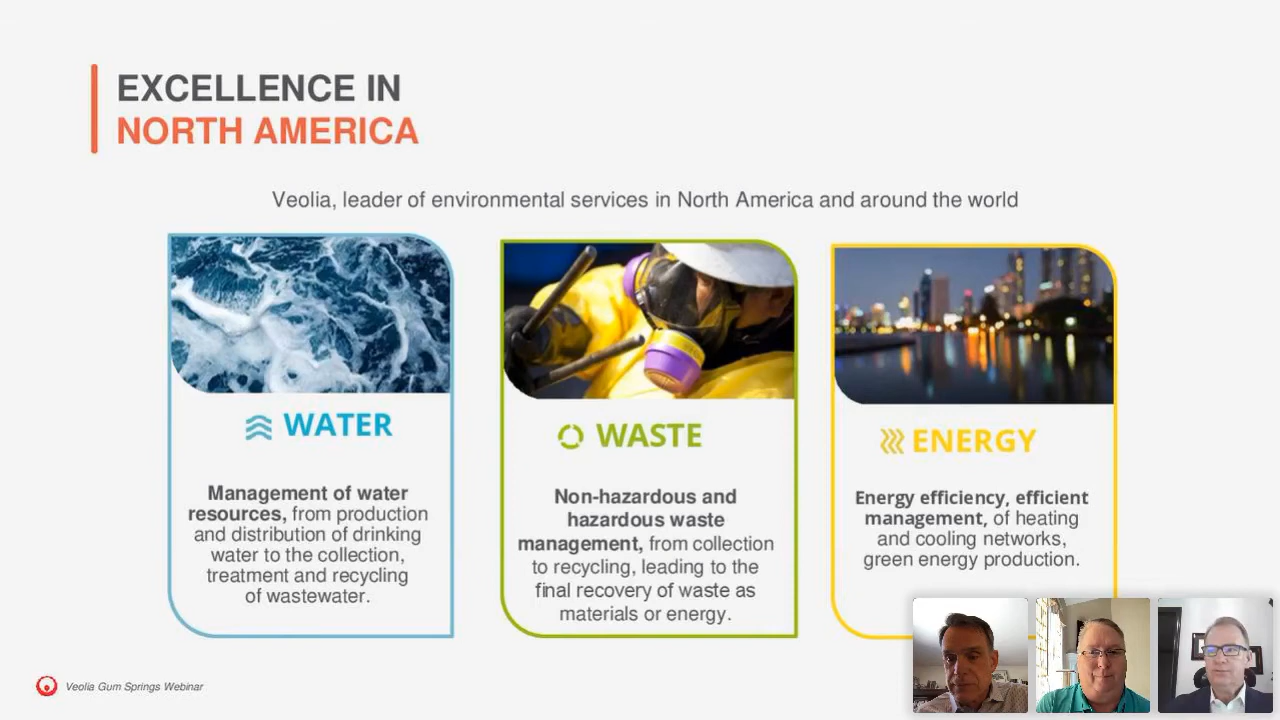 EXCELLENCE IN
NORTH AMERICA
Veolia, leader of environmental services in North America and around the world
WATER
Management of water
resources, from production
and distribution of drinking
water to the collection,
treatment and recycling
of wastewater.
WASTE
Non-hazardous and
hazardous waste
management, from collection
to recycling, leading to the
final recovery of waste as
materials or energy.
ENERGY
Energy efficiency, efficient
management, of heating
and cooling networks,
green energy production.
Veolia Gum Springs Webinar